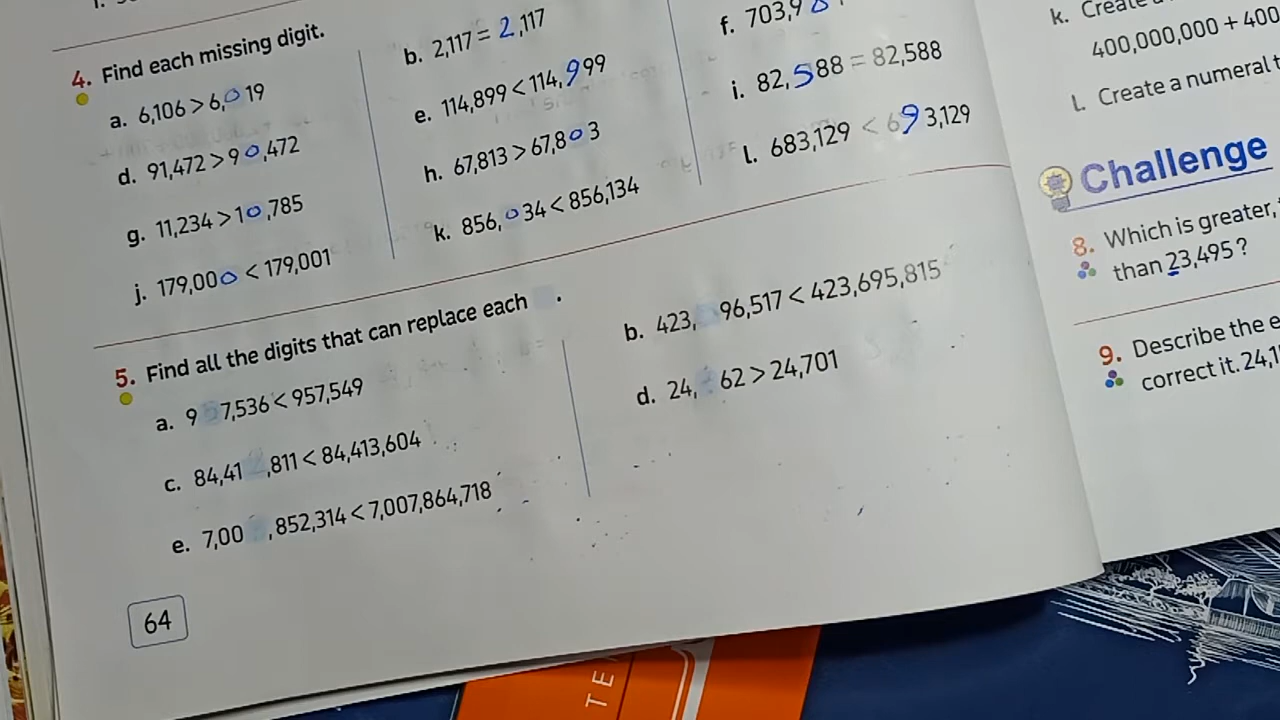 4. Find each missing digit.
a. 6,106 > 6,019
b. 2,117 = 2,117
d. 91,472 > 90,472
e. 114,899 < 114,999
f. 703,9
g. 11,234 > 10,785
h. 67,813 > 67,803
i. 82,588 = 82,588
j. 179,000 < 179,001
k. 856,034 < 856,134
l. 683,129 < 693,129
5. Find all the digits that can replace each .
a. 9 7,536 < 957,549
b. 423, 96,517 < 423,695,815
c. 84,41 ,811 < 84,413,604
d. 24, 62 > 24,701
e. 7,00 ,852,314 < 7,007,864,718
64
k. Create
400,000,000 + 400
l. Create a numeral
Challenge
8. Which is greater,
than 23,495?
9. Describe the
correct it. 24,1
TE